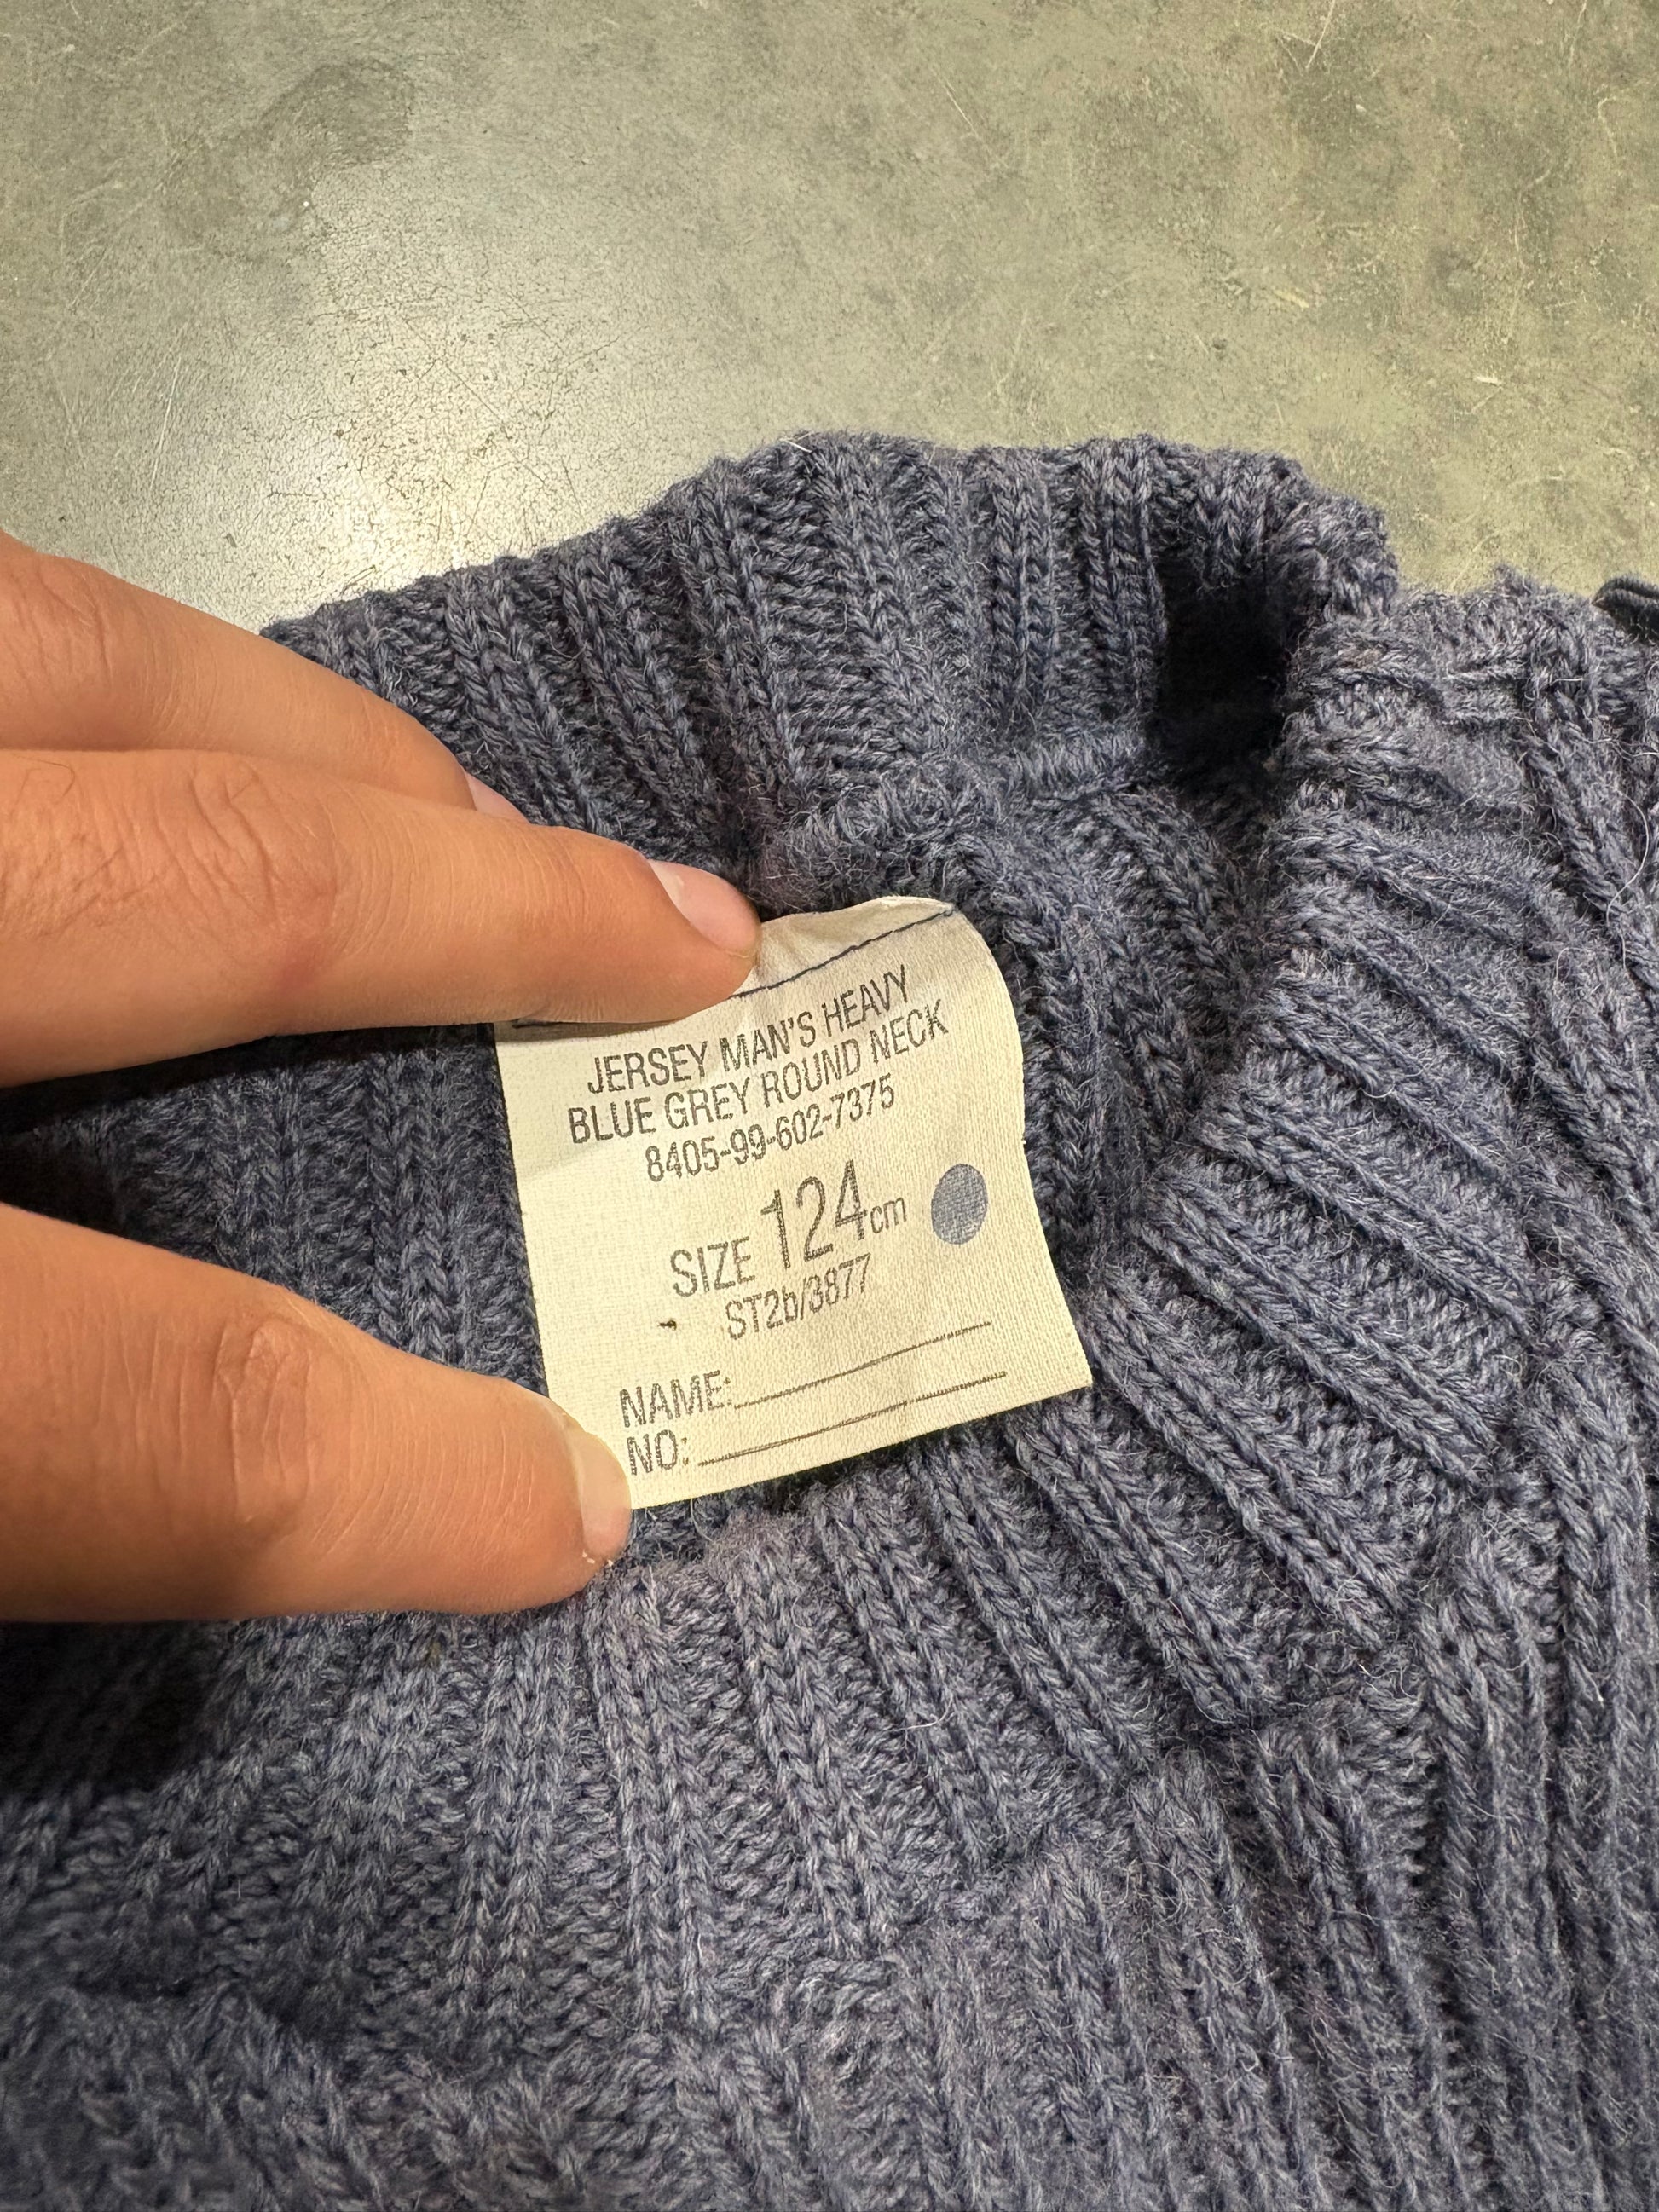 JERSEY MAN'S HEAVY
BLUE GREY ROUND NECK
8405-99-602-7375
SIZE 124cm
ST2b/3877
NAME:
NO: